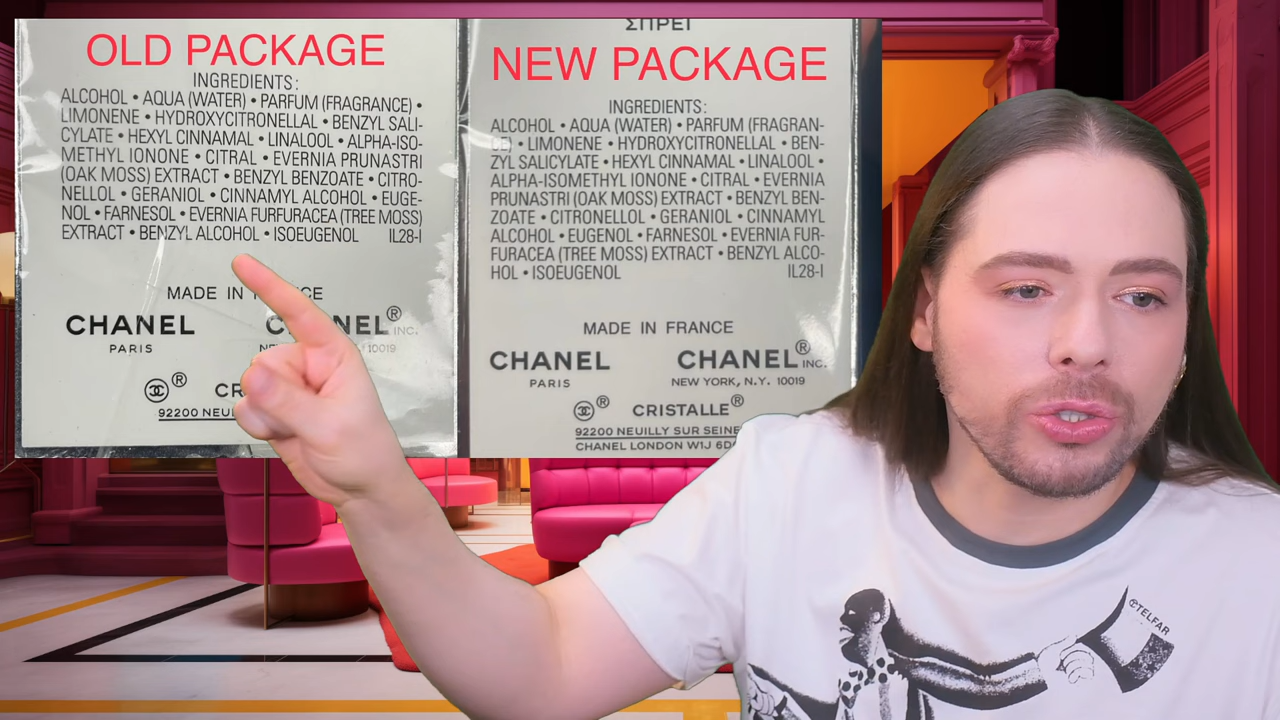 OLD PACKAGE
INGREDIENTS:
ALCOHOL • AQUA (WATER) • PARFUM (FRAGRANCE) •
LIMONENE • HYDROXYCITRONELLAL • BENZYL SALI-
CYLATE • HEXYL CINNAMAL • LINALOOL • ALPHA-ISO-
METHYL IONONE • CITRAL • EVERNIA PRUNASTRI
(OAK MOSS) EXTRACT • BENZYL BENZOATE • CITRO-
NELLOL • GERANIOL • CINNAMYL ALCOHOL • EUGE-
NOL • FARNESOL • EVERNIA FURFURACEA (TREE MOSS)
EXTRACT • BENZYL ALCOHOL • ISOEUGENOL IL28-I
MADE IN
CHANEL
PARIS
INC.
10019
®
92200
ΣΠΡΕΪ
NEW PACKAGE
INGREDIENTS:
ALCOHOL • AQUA (WATER) • PARFUM (FRAGRAN-
CE) • LIMONENE • HYDROXYCITRONELLAL • BEN-
ZYL SALICYLATE • HEXYL CINNAMAL • LINALOOL •
ALPHA-ISOMETHYL IONONE • CITRAL • EVERNIA
PRUNASTRI (OAK MOSS) EXTRACT • BENZYL BEN-
ZOATE • CITRONELLOL • GERANIOL • CINNAMYL
ALCOHOL • EUGENOL • FARNESOL • EVERNIA FUR-
FURACEA (TREE MOSS) EXTRACT • BENZYL ALCO-
HOL • ISOEUGENOL IL28-I
MADE IN FRANCE
CHANEL CHANEL® INC.
PARIS NEW YORK, N.Y. 10019
® CRISTALLE®
92200 NEUILLY SUR SEINE
CHANEL LONDON W1J
©TELFAR